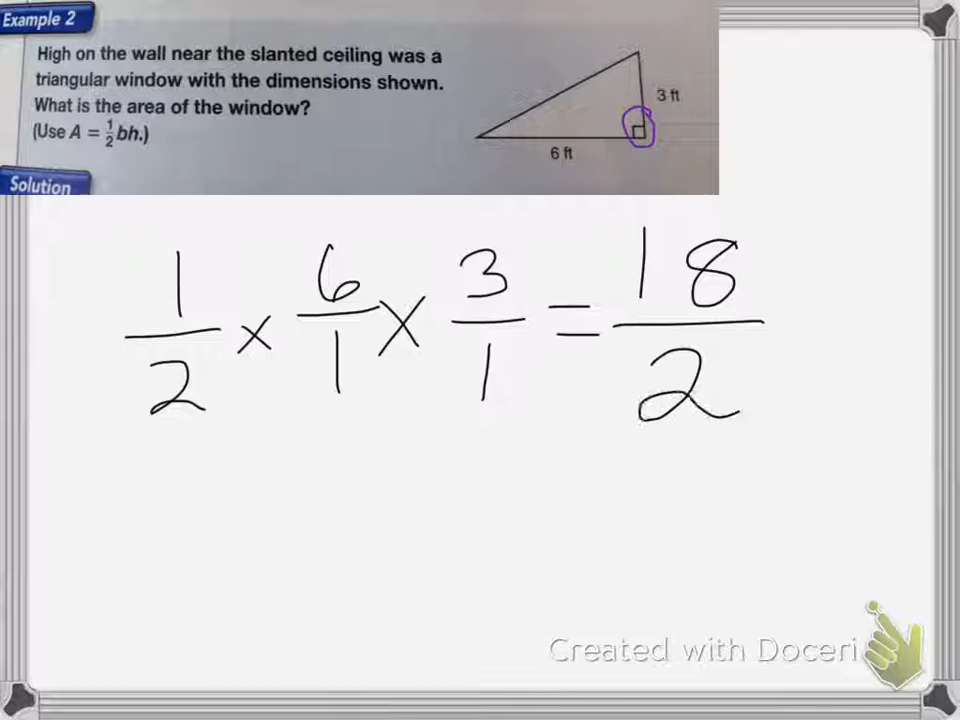 Example 2
High on the wall near the slanted ceiling was a
triangular window with the dimensions shown.
What is the area of the window?
(Use A = 1/2 bh.)
3 ft
6 ft
Solution
1/2 × 6/1 × 3/1 = 18/2
Created with Doceri